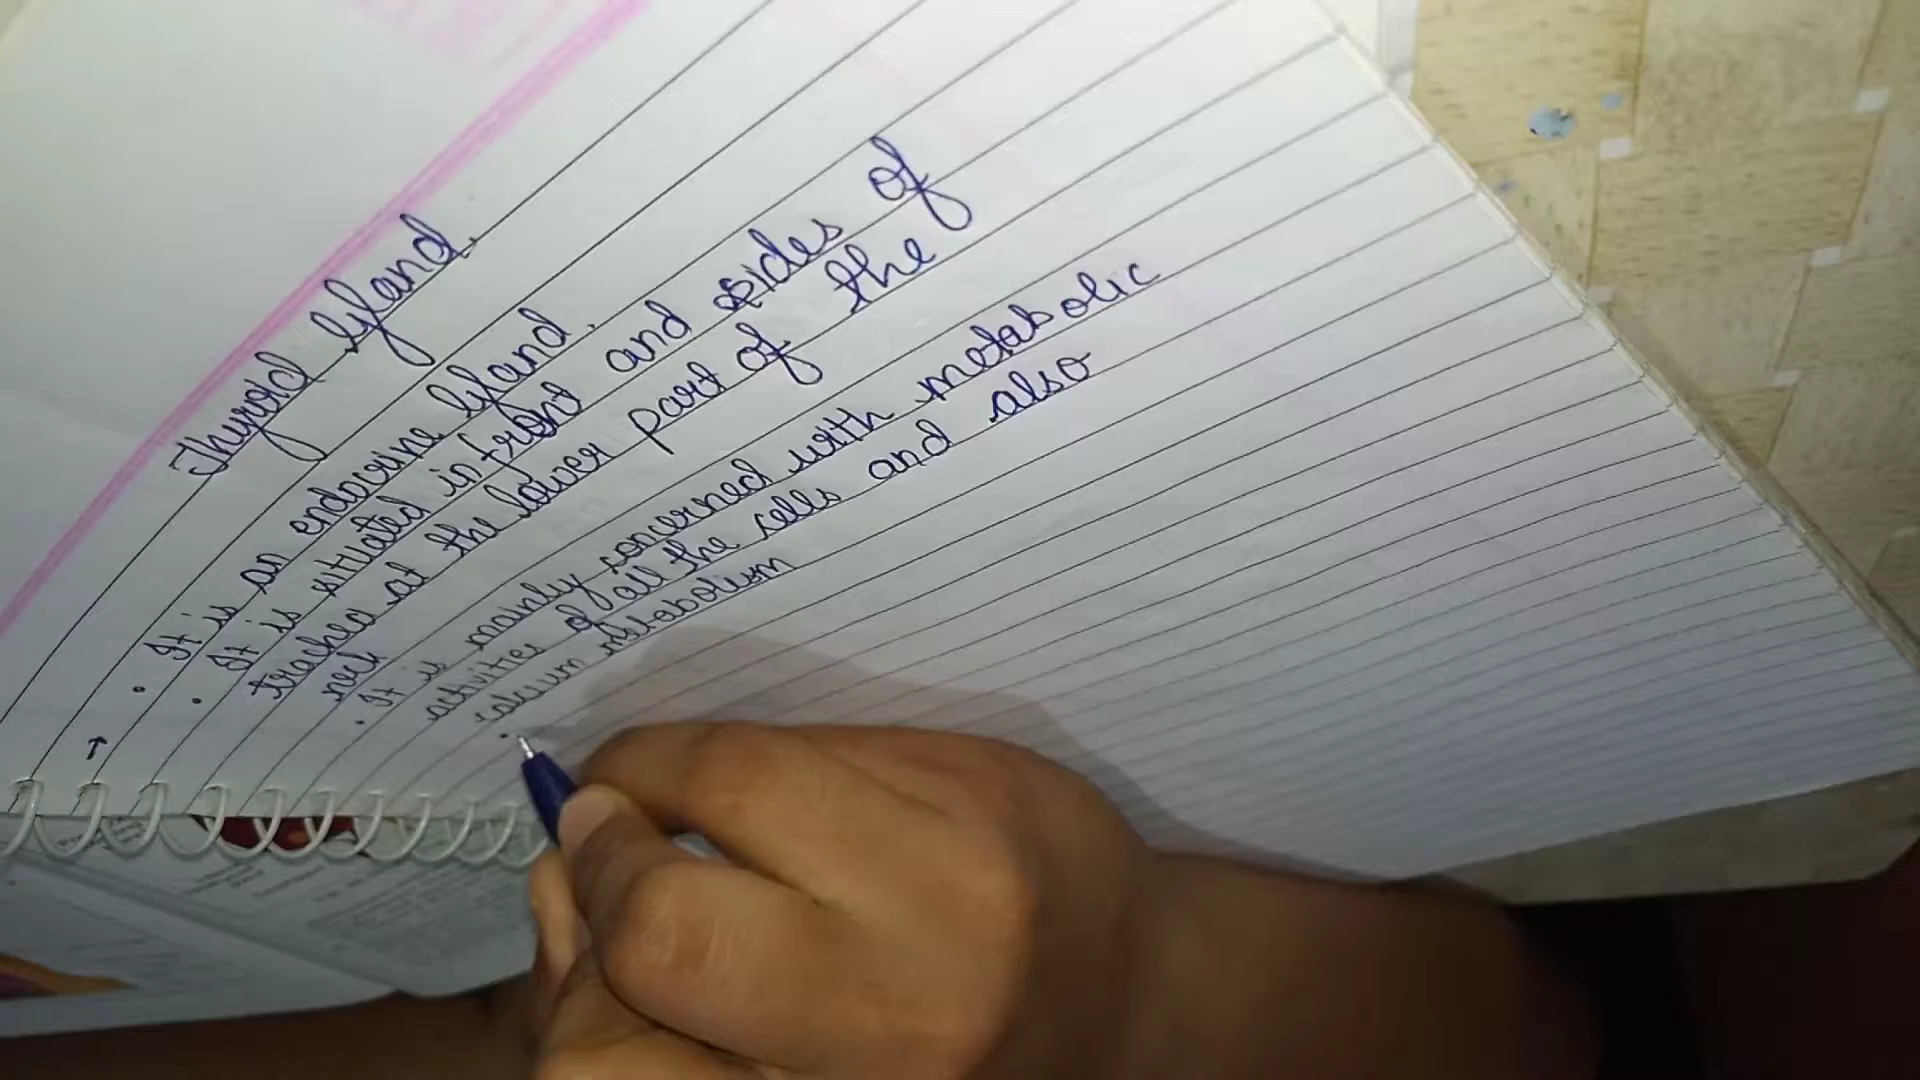 Thyroid Gland.
→
• It is an endocrine Gland.
• It is situated in front and sides of
trachea at the lower part of the
neck
• It is mainly concerned with metabolic
activities of all the cells and also
calcium metabolism
•